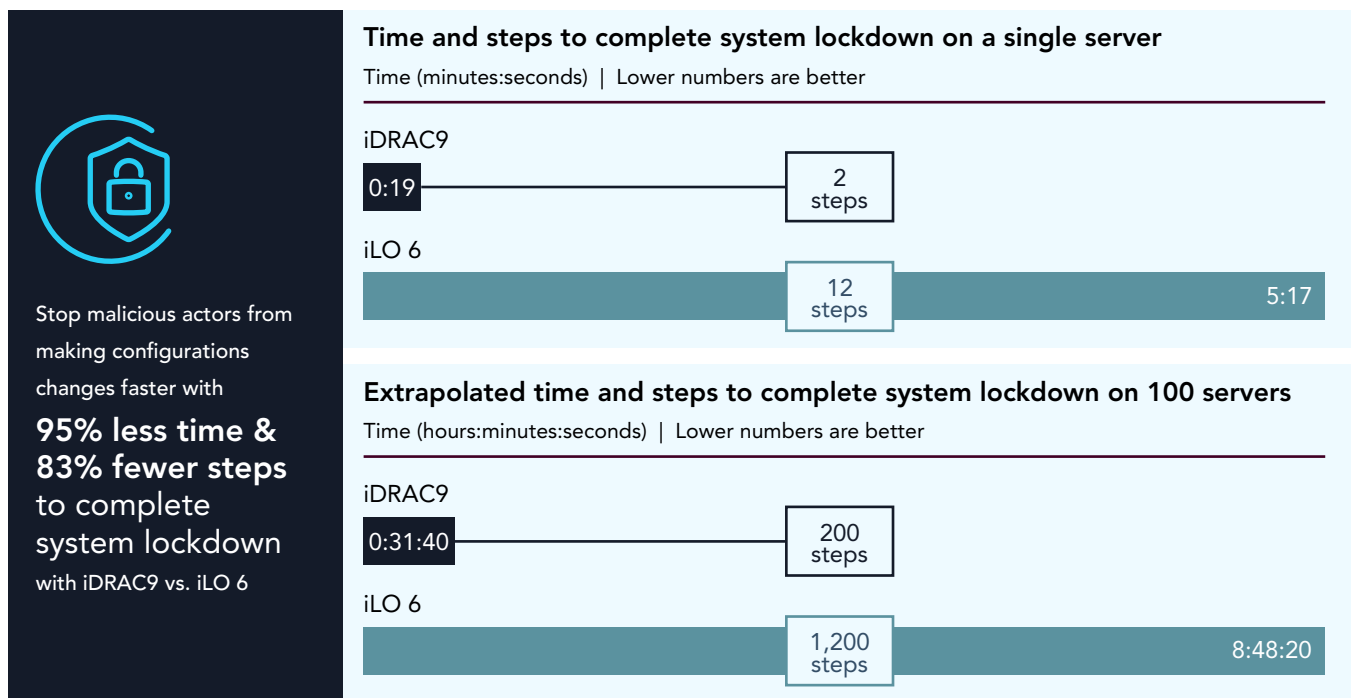 Stop malicious actors from
making configurations
changes faster with
95% less time &
83% fewer steps
to complete
system lockdown
with iDRAC9 vs. iLO 6
Time and steps to complete system lockdown on a single server
Time (minutes:seconds) | Lower numbers are better
iDRAC9
0:19
2
steps
iLO 6
12
steps
5:17
Extrapolated time and steps to complete system lockdown on 100 servers
Time (hours:minutes:seconds) | Lower numbers are better
iDRAC9
0:31:40
200
steps
iLO 6
1,200
steps
8:48:20